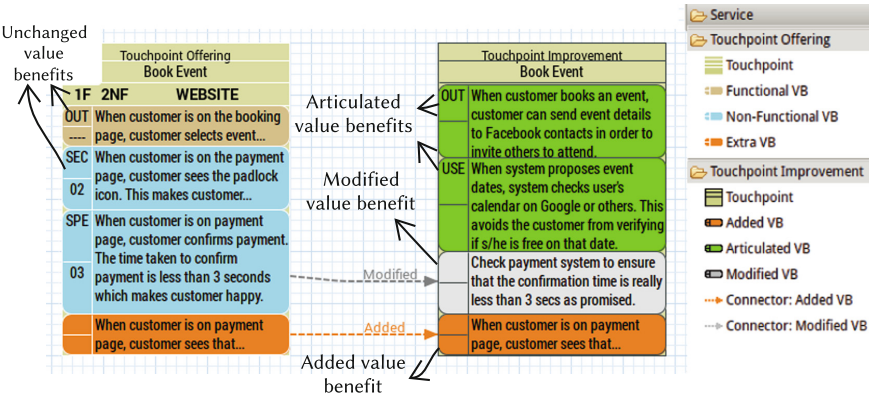 Unchanged
value
benefits
Touchpoint Offering
Book Event
1F 2NF WEBSITE
OUT
----
When customer is on the booking
page, customer selects event...
SEC
02
When customer is on the payment
page, customer sees the padlock
icon. This makes customer...
SPE
03
When customer is on payment
page, customer confirms payment.
The time taken to confirm
payment is less than 3 seconds
which makes customer happy.
When customer is on payment
page, customer sees that...
Articulated
value benefits
Modified
value benefit
Modified
Added
Added value
benefit
Touchpoint Improvement
Book Event
OUT
When customer books an event,
customer can send event details
to Facebook contacts in order to
invite others to attend.
USE
When system proposes event
dates, system checks user's
calendar on Google or others. This
avoids the customer from verifying
if s/he is free on that date.
Check payment system to ensure
that the confirmation time is really
less than 3 secs as promised.
When customer is on payment
page, customer sees that...
Service
Touchpoint Offering
Touchpoint
Functional VB
Non-Functional VB
Extra VB
Touchpoint Improvement
Touchpoint
Added VB
Articulated VB
Modified VB
Connector: Added VB
Connector: Modified VB